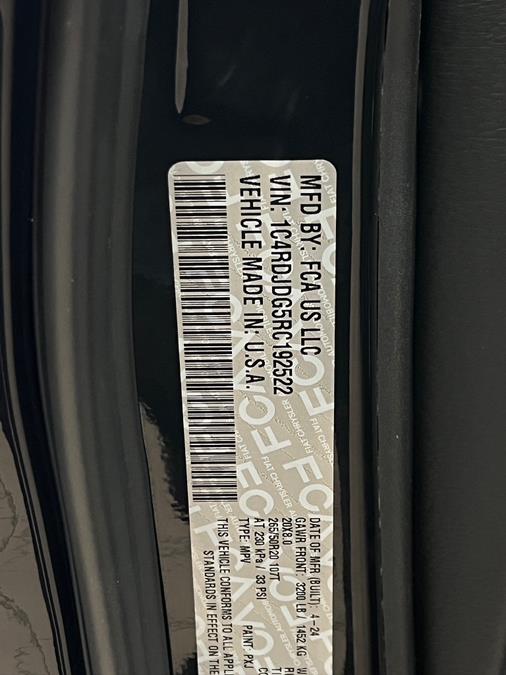 MFD BY: FCA US LLC
VIN: 1C4RDJDG5RC192522
VEHICLE MADE IN: U.S.A.
DATE OF MFR (BUILT): 4-24
GAWR FRONT: 3200 LB / 1452 KG W
20X8.0
265/50R20 107T
AT 230 kPa / 33 PSI
TYPE: MPV PAINT: PXJ
THIS VEHICLE CONFORMS TO ALL APPL
STANDARDS IN EFFECT ON THE